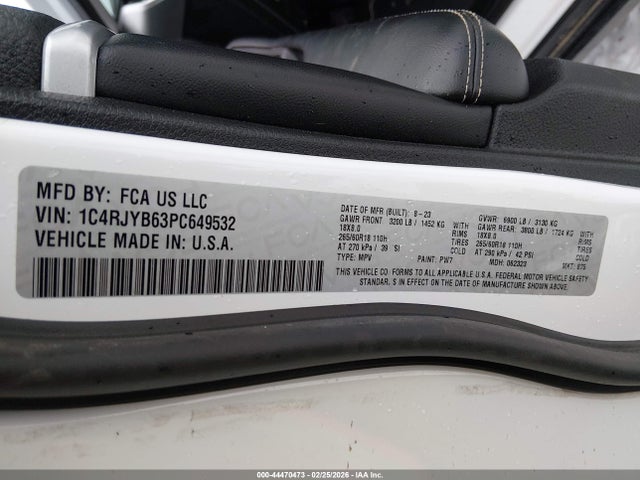 MFD BY: FCA US LLC
VIN: 1C4RJYB63PC649532
VEHICLE MADE IN: U.S.A.
DATE OF MFR (BUILT): 8-23 GVWR: 6900 LB / 3130 KG
GAWR FRONT 3200 LB / 1452 KG WITH GAWR REAR 3800 LB / 1724 KG WITH
18X8.0 RIMS 18X8.0 RIMS
265/60R18 110H TIRES 265/60R18 110H TIRES
AT 270 kPa / 39 SI COLD AT 290 kPa / 42 PSI COLD
TYPE: MPV PAINT: PW7 MDH: 062323 MKT: 875
THIS VEHICLE CO FORMS TO ALL APPLICABLE U.S.A. FEDERAL MOTOR VEHICLE SAFETY
STANDAR S IN EFFECT ON THE DATE OF MANUFACTURE SHOWN ABOVE.
000-44470473 - 02/25/2026 - Copyright © IAA, LLC